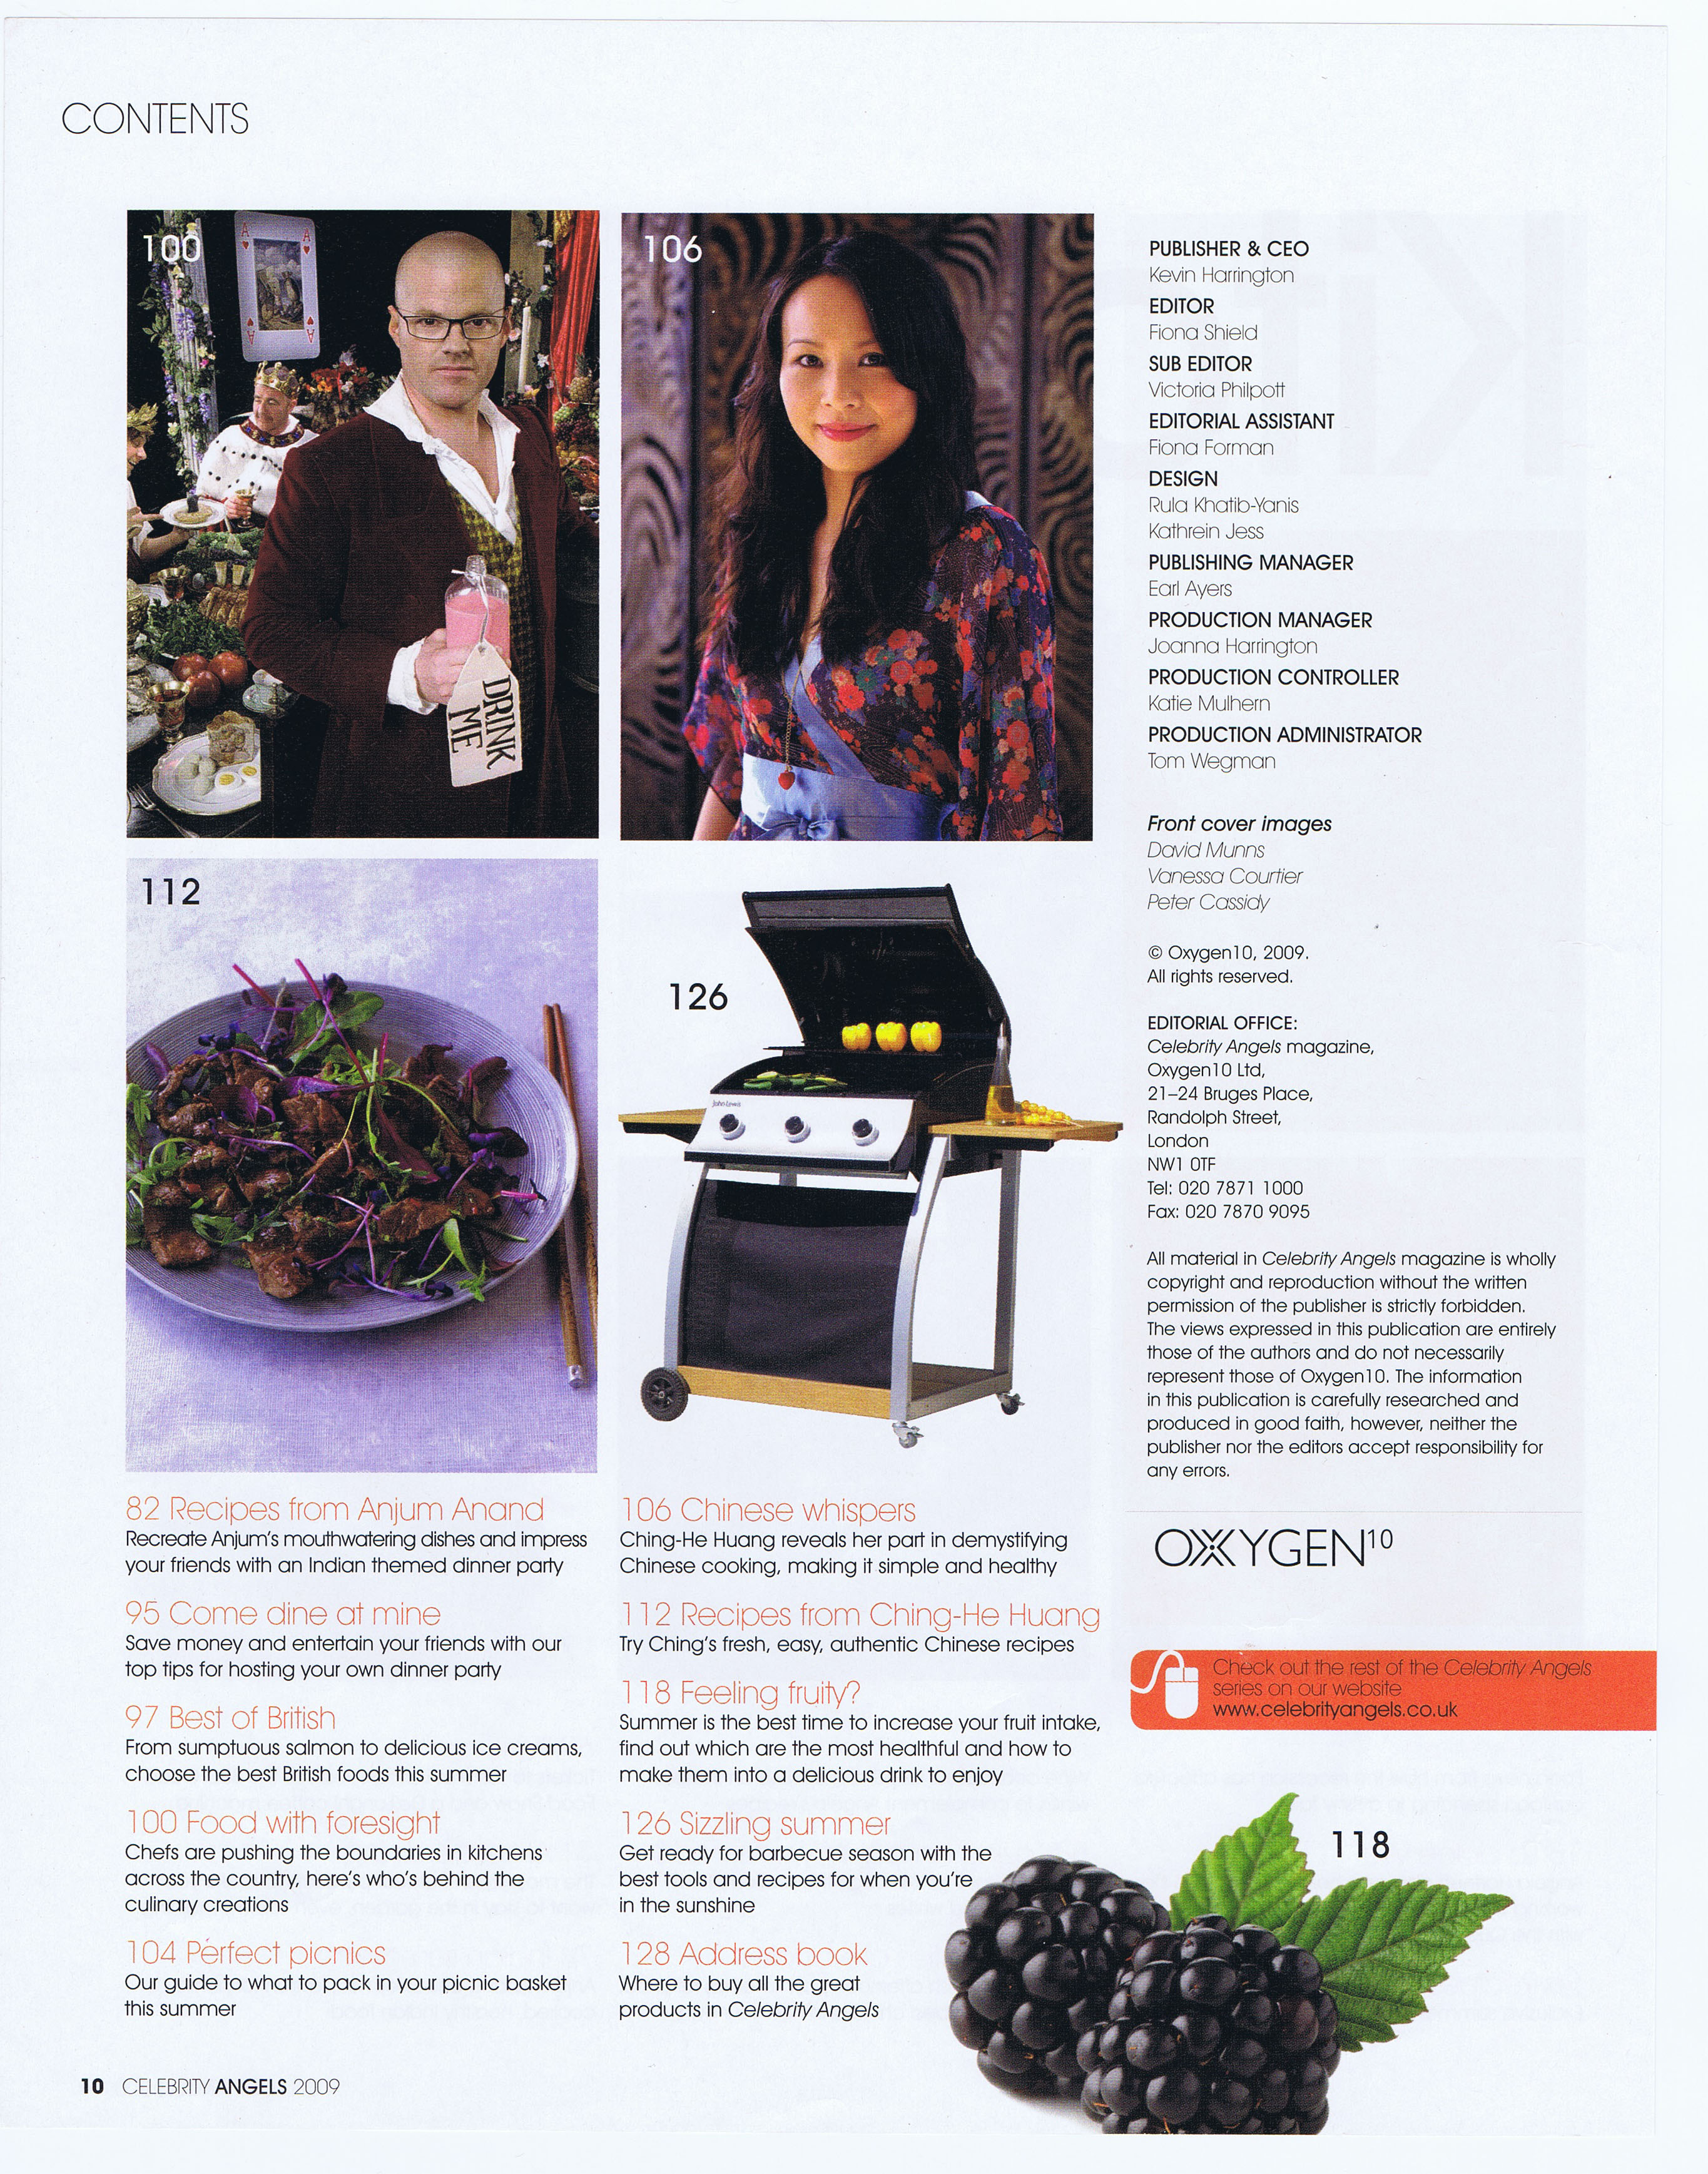 CONTENTS
100
A
A
A
A
DRINK
ME
106
112
126
John Lewis
82 Recipes from Anjum Anand
Recreate Anjum's mouthwatering dishes and impress
your friends with an Indian themed dinner party
95 Come dine at mine
Save money and entertain your friends with our
top tips for hosting your own dinner party
97 Best of British
From sumptuous salmon to delicious ice creams,
choose the best British foods this summer
100 Food with foresight
Chefs are pushing the boundaries in kitchens
across the country, here's who's behind the
culinary creations
104 Perfect picnics
Our guide to what to pack in your picnic basket
this summer
106 Chinese whispers
Ching-He Huang reveals her part in demystifying
Chinese cooking, making it simple and healthy
112 Recipes from Ching-He Huang
Try Ching's fresh, easy, authentic Chinese recipes
118 Feeling fruity?
Summer is the best time to increase your fruit intake,
find out which are the most healthful and how to
make them into a delicious drink to enjoy
126 Sizzling summer
Get ready for barbecue season with the
best tools and recipes for when you're
in the sunshine
128 Address book
Where to buy all the great
products in Celebrity Angels
PUBLISHER & CEO
Kevin Harrington
EDITOR
Fiona Shield
SUB EDITOR
Victoria Philpott
EDITORIAL ASSISTANT
Fiona Forman
DESIGN
Rula Khatib-Yanis
Kathrein Jess
PUBLISHING MANAGER
Earl Ayers
PRODUCTION MANAGER
Joanna Harrington
PRODUCTION CONTROLLER
Katie Mulhern
PRODUCTION ADMINISTRATOR
Tom Wegman
Front cover images
David Munns
Vanessa Courtier
Peter Cassidy
© Oxygen10, 2009.
All rights reserved.
EDITORIAL OFFICE:
Celebrity Angels magazine,
Oxygen10 Ltd,
21–24 Bruges Place,
Randolph Street,
London
NW1 0TF
Tel: 020 7871 1000
Fax: 020 7870 9095
All material in Celebrity Angels magazine is wholly
copyright and reproduction without the written
permission of the publisher is strictly forbidden.
The views expressed in this publication are entirely
those of the authors and do not necessarily
represent those of Oxygen10. The information
in this publication is carefully researched and
produced in good faith, however, neither the
publisher nor the editors accept responsibility for
any errors.
OXYGEN10
Check out the rest of the Celebrity Angels
series on our website
www.celebrityangels.co.uk
118
10 CELEBRITY ANGELS 2009